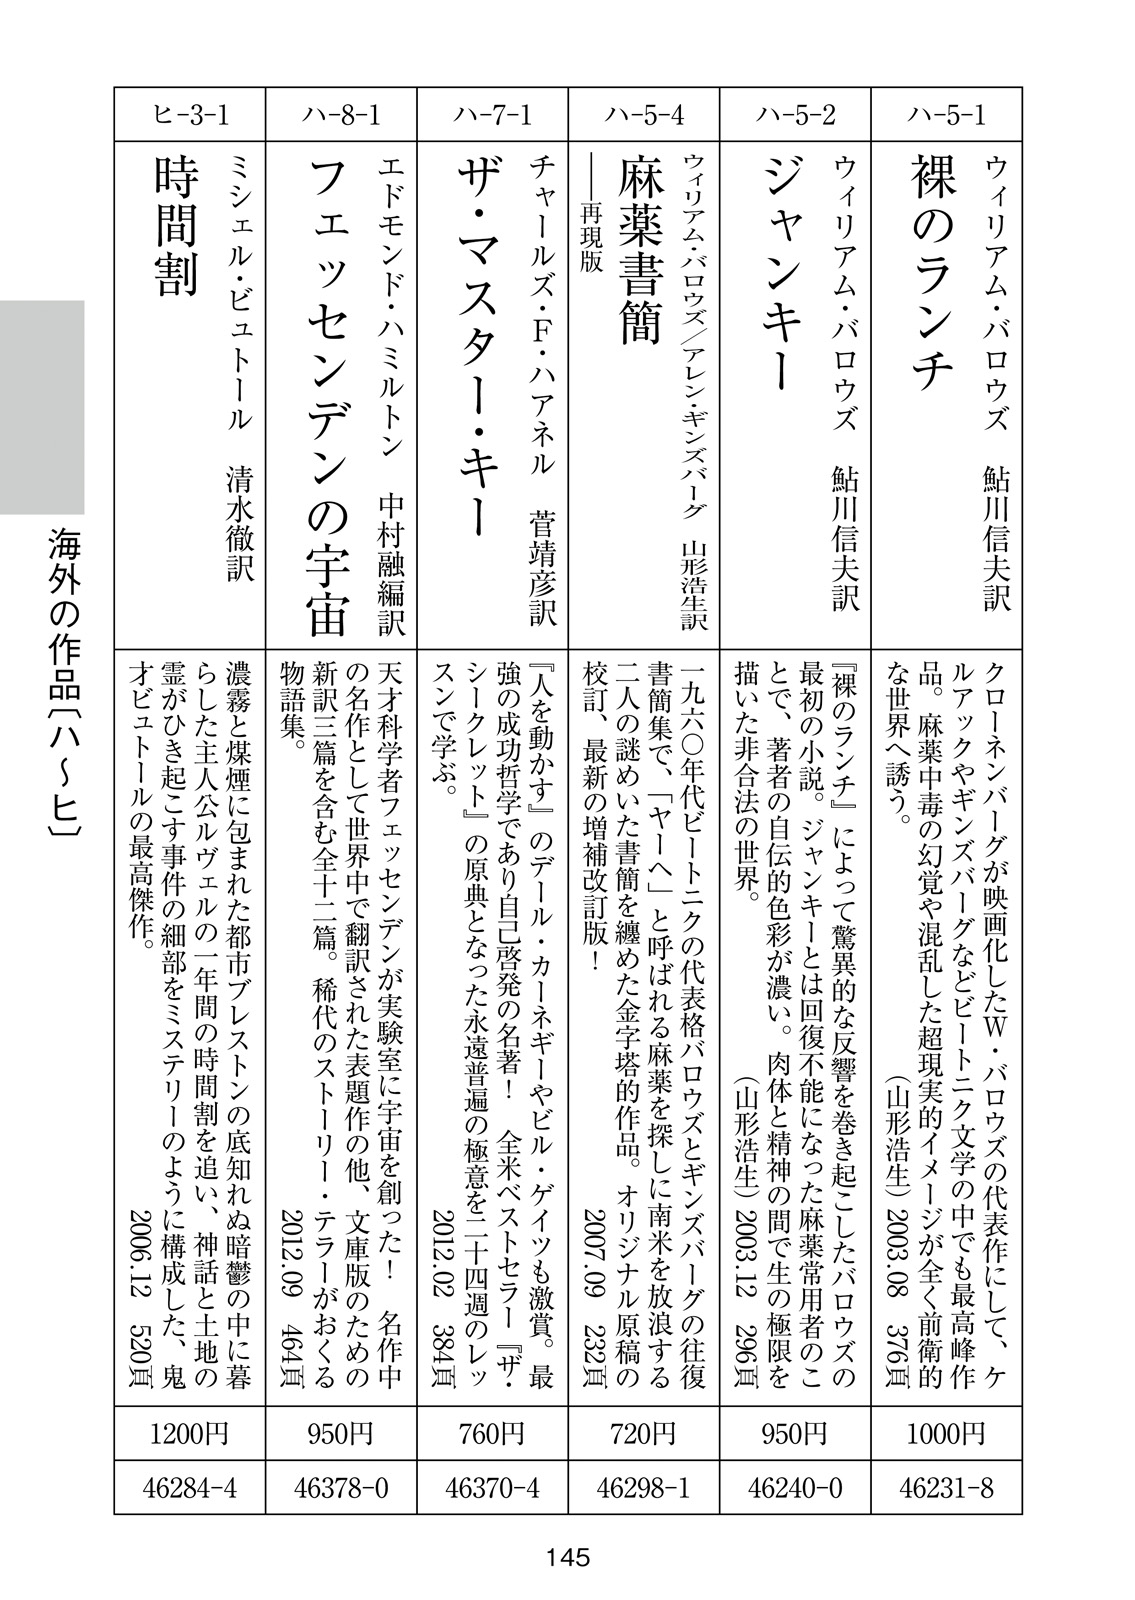 ハ-5-1
ウィリアム・バロウズ　鮎川信夫訳
裸のランチ
クローネンバーグが映画化したW・バロウズの代表作にして、ケ
ルアックやギンズバーグなどビートニク文学の中でも最高峰作
品。麻薬中毒の幻覚や混乱した超現実的イメージが全く前衛的
な世界へ誘う。　（山形浩生）2003.08　376頁
1000円
46231-8
ハ-5-2
ウィリアム・バロウズ　鮎川信夫訳
ジャンキー
『裸のランチ』によって驚異的な反響を巻き起こしたバロウズの
最初の小説。ジャンキーとは回復不能になった麻薬常用者のこ
とで、著者の自伝的色彩が濃い。肉体と精神の間で生の極限を
描いた非合法の世界。　（山形浩生）2003.12　296頁
950円
46240-0
ハ-5-4
ウィリアム・バロウズ／アレン・ギンズバーグ　山形浩生訳
麻薬書簡
――再現版
一九六〇年代ビートニクの代表格バロウズとギンズバーグの往復
書簡集で、「ヤーヘ」と呼ばれる麻薬を探しに南米を放浪する
二人の謎めいた書簡を纏めた金字塔的作品。オリジナル原稿の
校訂、最新の増補改訂版！　2007.09　232頁
720円
46298-1
ハ-7-1
チャールズ・F・ハアネル　菅靖彦訳
ザ・マスター・キー
『人を動かす』のデール・カーネギーやビル・ゲイツも激賞。最
強の成功哲学であり自己啓発の名著！　全米ベストセラー『ザ・
シークレット』の原典となった永遠普遍の極意を二十四週のレッ
スンで学ぶ。　2012.02　384頁
760円
46370-4
ハ-8-1
エドモンド・ハミルトン　中村融編訳
フェッセンデンの宇宙
天才科学者フェッセンデンが実験室に宇宙を創った！　名作中
の名作として世界中で翻訳された表題作の他、文庫版のための
新訳三篇を含む全十二篇。稀代のストーリー・テラーがおくる
物語集。　2012.09　464頁
950円
46378-0
ヒ-3-1
ミシェル・ビュトール　清水徹訳
時間割
濃霧と煤煙に包まれた都市ブレストンの底知れぬ暗鬱の中に暮
らした主人公ルヴェルの一年間の時間割を追い、神話と土地の
霊がひき起こす事件の細部をミステリーのように構成した、鬼
才ビュトールの最高傑作。　2006.12　520頁
1200円
46284-4
海外の作品〔ハ〜ヒ〕
145